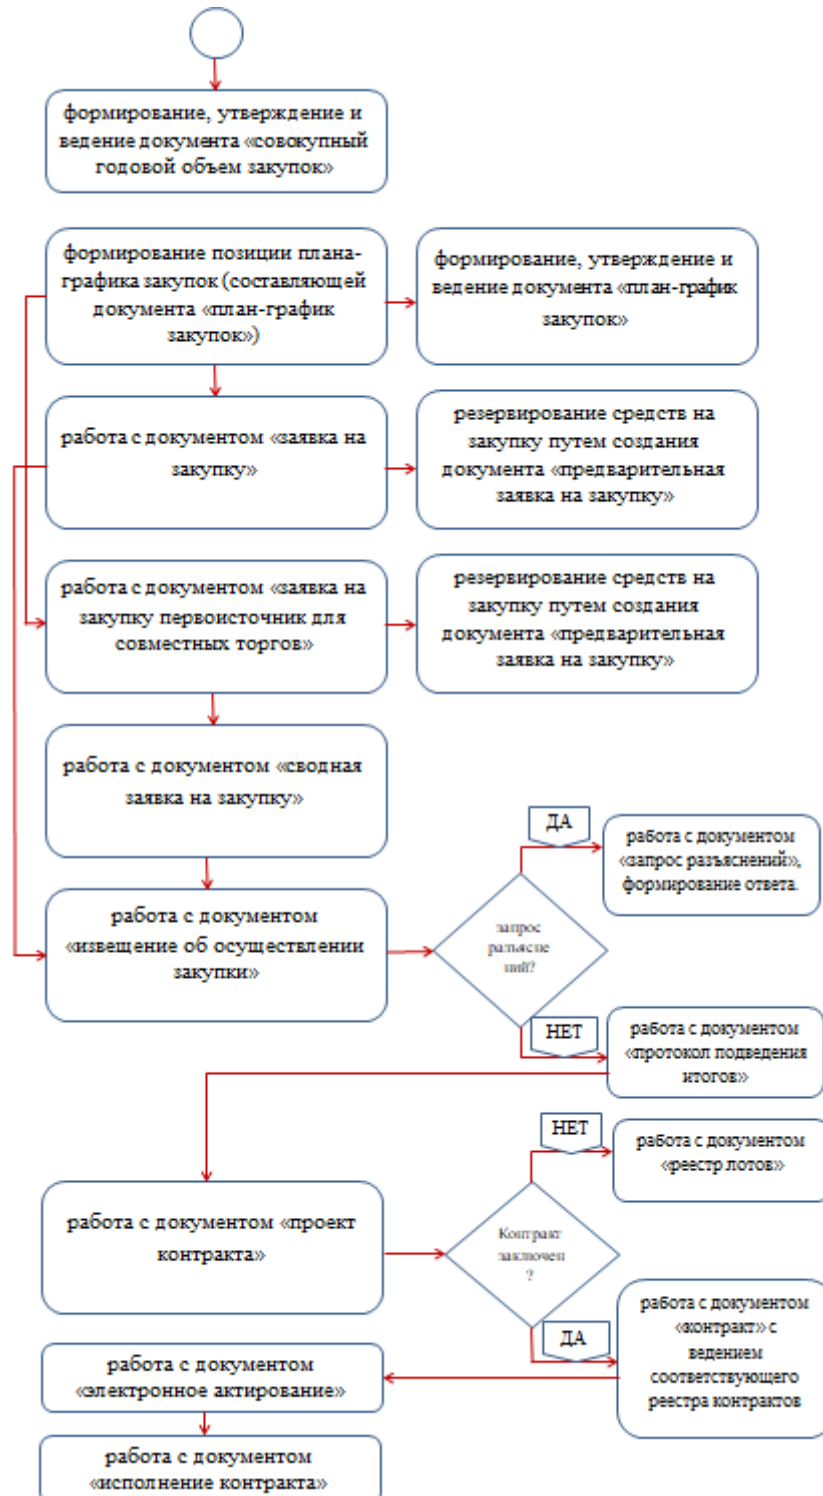 формирование, утверждение и
ведение документа «совокупный
годовой объем закупок»
формирование позиции плана-
графика закупок (составляющей
документа «план-график
закупок»)
формирование, утверждение и
ведение документа «план-график
закупок»
работа с документом «заявка на
закупку»
резервирование средств на
закупку путем создания
документа «предварительная
заявка на закупку»
работа с документом «заявка на
закупку первоисточник для
совместных торгов»
резервирование средств на
закупку путем создания
документа «предварительная
заявка на закупку»
работа с документом «сводная
заявка на закупку»
ДА
работа с документом
«запрос разъяснений»,
формирование ответа.
работа с документом
«извещение об осуществлении
закупки»
запрос
разъясне
ний?
НЕТ
работа с документом
«протокол подведения
итогов»
НЕТ
работа с документом
«реестр лотов»
работа с документом «проект
контракта»
Контракт
заключен
?
ДА
работа с документом
«контракт» с
ведением
соответствующего
реестра контрактов
работа с документом
«электронное актирование»
работа с документом
«исполнение контракта»